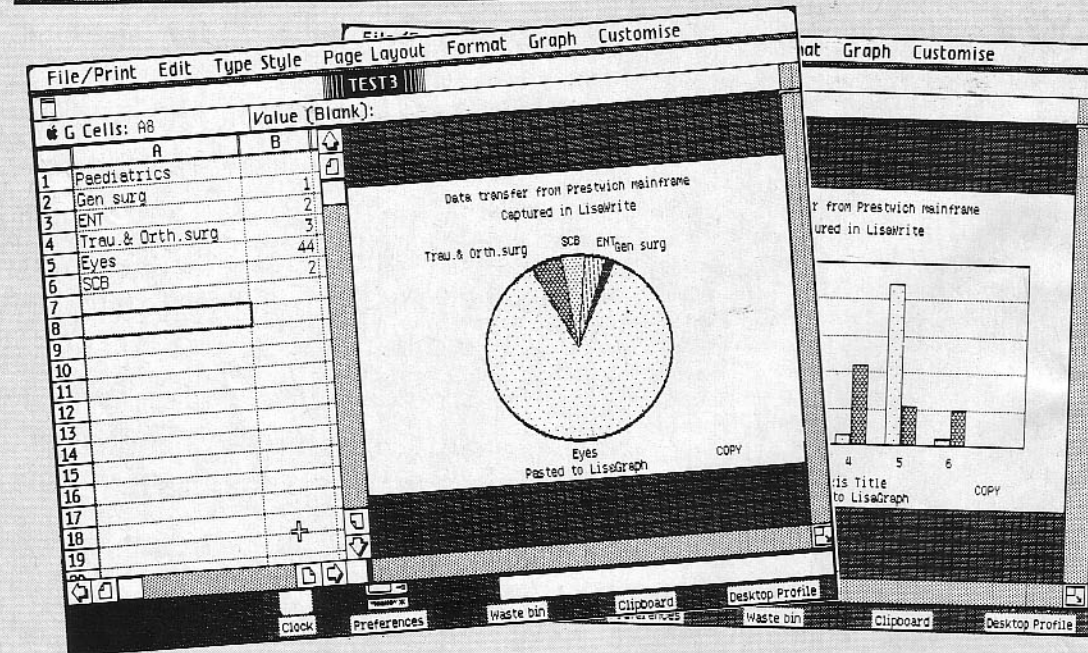 File/Print Edit Type Style Page Layout Format Graph Customise
TEST3
G Cells: A8 Value (Blank):
A B
1 Paediatrics
2 Gen surg 1
3 ENT 2
4 Trau.& Orth.surg 3
5 Eyes 44
6 SCB 2
7
8
9
10
11
12
13
14
15
16
17
18
19
Data transfer from Prestwich mainframe
Captured in LisaWrite
Trau.& Orth.surg SCB ENT Gen surg
Eyes
Pasted to LisaGraph COPY
Clock Preferences Waste bin Clipboard Desktop Profile
Graph Customise
from Prestwich mainframe
ured in LisaWrite
4 5 6
is Title
to LisaGraph COPY
Waste bin Clipboard Desktop Profile